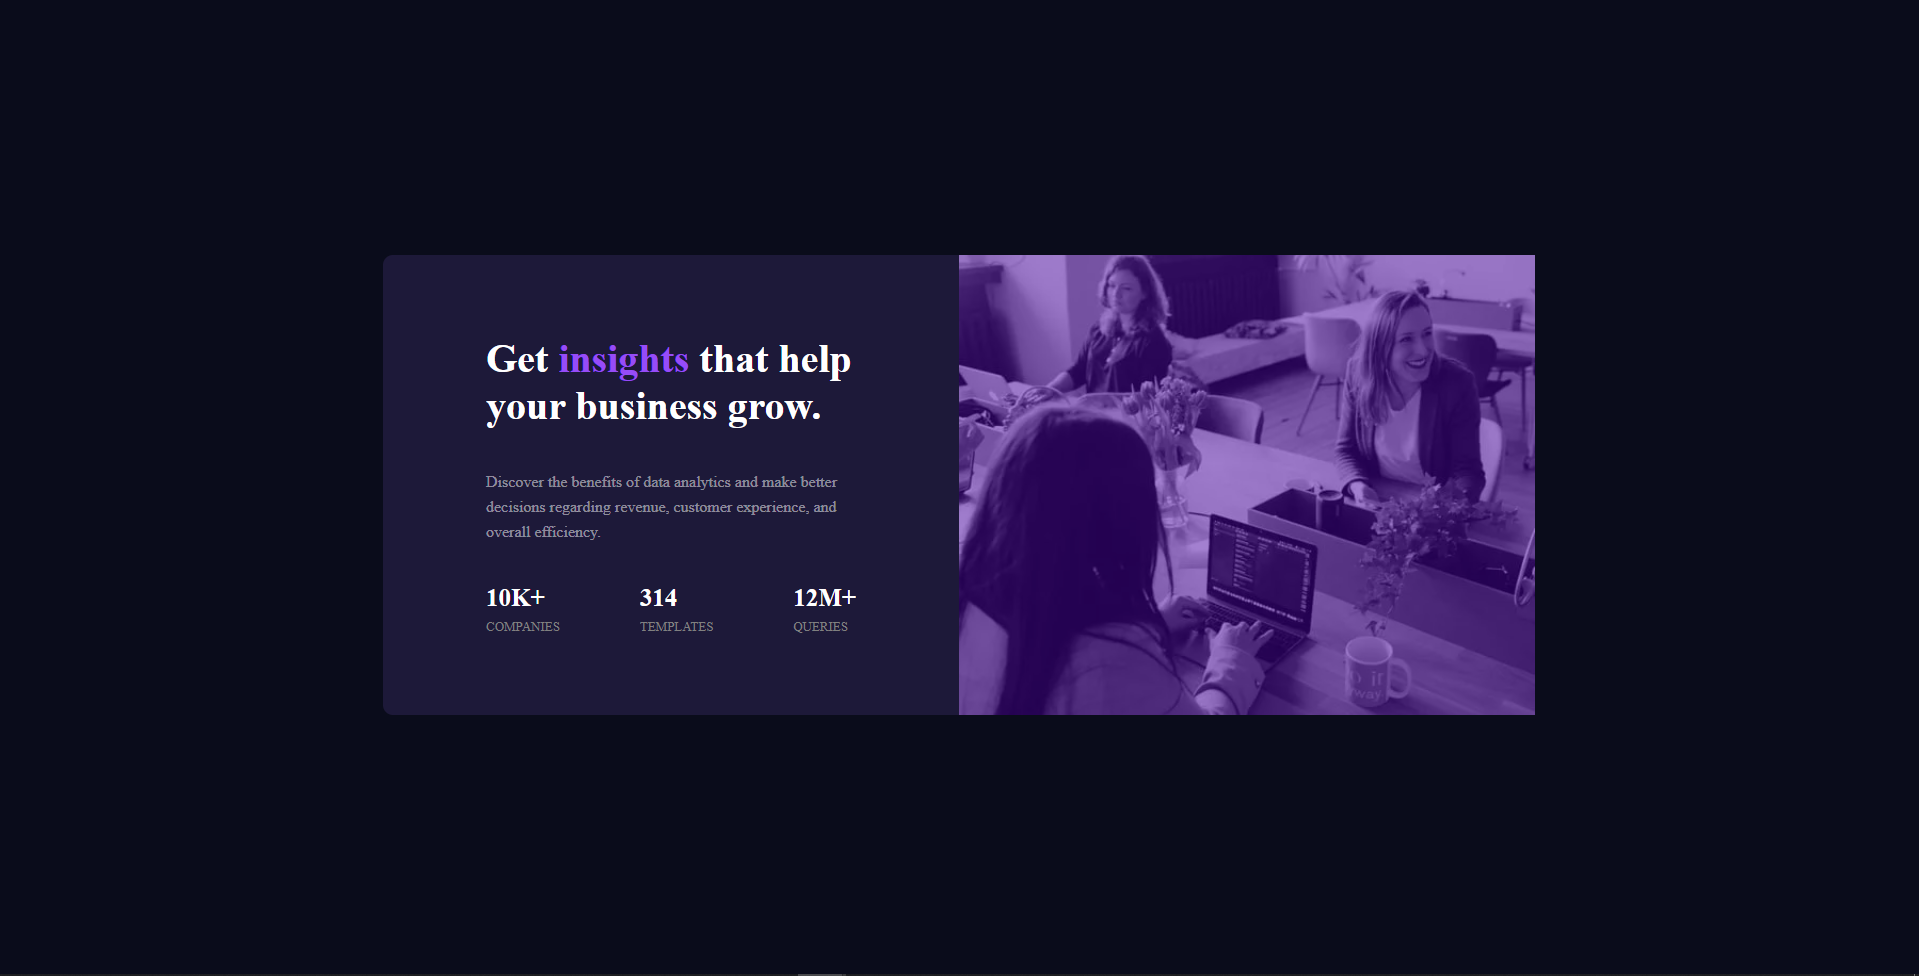 Get insights that help
your business grow.
Discover the benefits of data analytics and make better
decisions regarding revenue, customer experience, and
overall efficiency.
10K+ 314 12M+
COMPANIES TEMPLATES QUERIES